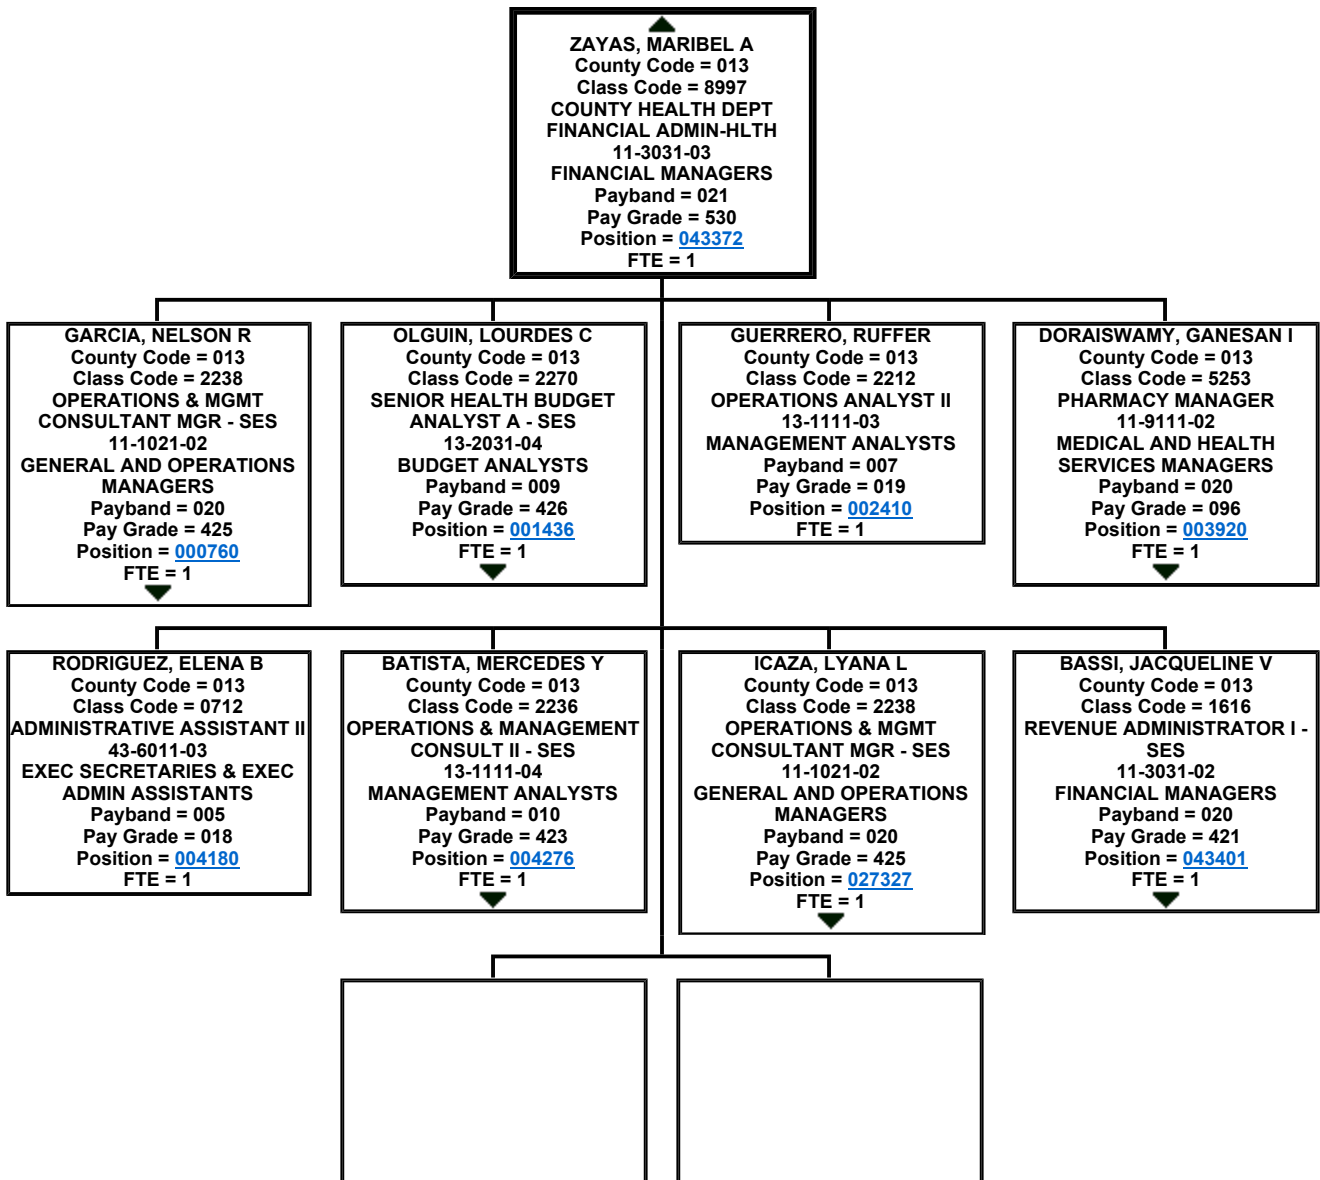 ZAYAS, MARIBEL A
County Code = 013
Class Code = 8997
COUNTY HEALTH DEPT
FINANCIAL ADMIN-HLTH
11-3031-03
FINANCIAL MANAGERS
Payband = 021
Pay Grade = 530
Position = 043372
FTE = 1
GARCIA, NELSON R
County Code = 013
Class Code = 2238
OPERATIONS & MGMT
CONSULTANT MGR - SES
11-1021-02
GENERAL AND OPERATIONS
MANAGERS
Payband = 020
Pay Grade = 425
Position = 000760
FTE = 1
OLGUIN, LOURDES C
County Code = 013
Class Code = 2270
SENIOR HEALTH BUDGET
ANALYST A - SES
13-2031-04
BUDGET ANALYSTS
Payband = 009
Pay Grade = 426
Position = 001436
FTE = 1
GUERRERO, RUFFER
County Code = 013
Class Code = 2212
OPERATIONS ANALYST II
13-1111-03
MANAGEMENT ANALYSTS
Payband = 007
Pay Grade = 019
Position = 002410
FTE = 1
DORAISWAMY, GANESAN I
County Code = 013
Class Code = 5253
PHARMACY MANAGER
11-9111-02
MEDICAL AND HEALTH
SERVICES MANAGERS
Payband = 020
Pay Grade = 096
Position = 003920
FTE = 1
RODRIGUEZ, ELENA B
County Code = 013
Class Code = 0712
ADMINISTRATIVE ASSISTANT II
43-6011-03
EXEC SECRETARIES & EXEC
ADMIN ASSISTANTS
Payband = 005
Pay Grade = 018
Position = 004180
FTE = 1
BATISTA, MERCEDES Y
County Code = 013
Class Code = 2236
OPERATIONS & MANAGEMENT
CONSULT II - SES
13-1111-04
MANAGEMENT ANALYSTS
Payband = 010
Pay Grade = 423
Position = 004276
FTE = 1
ICAZA, LYANA L
County Code = 013
Class Code = 2238
OPERATIONS & MGMT
CONSULTANT MGR - SES
11-1021-02
GENERAL AND OPERATIONS
MANAGERS
Payband = 020
Pay Grade = 425
Position = 027327
FTE = 1
BASSI, JACQUELINE V
County Code = 013
Class Code = 1616
REVENUE ADMINISTRATOR I -
SES
11-3031-02
FINANCIAL MANAGERS
Payband = 020
Pay Grade = 421
Position = 043401
FTE = 1